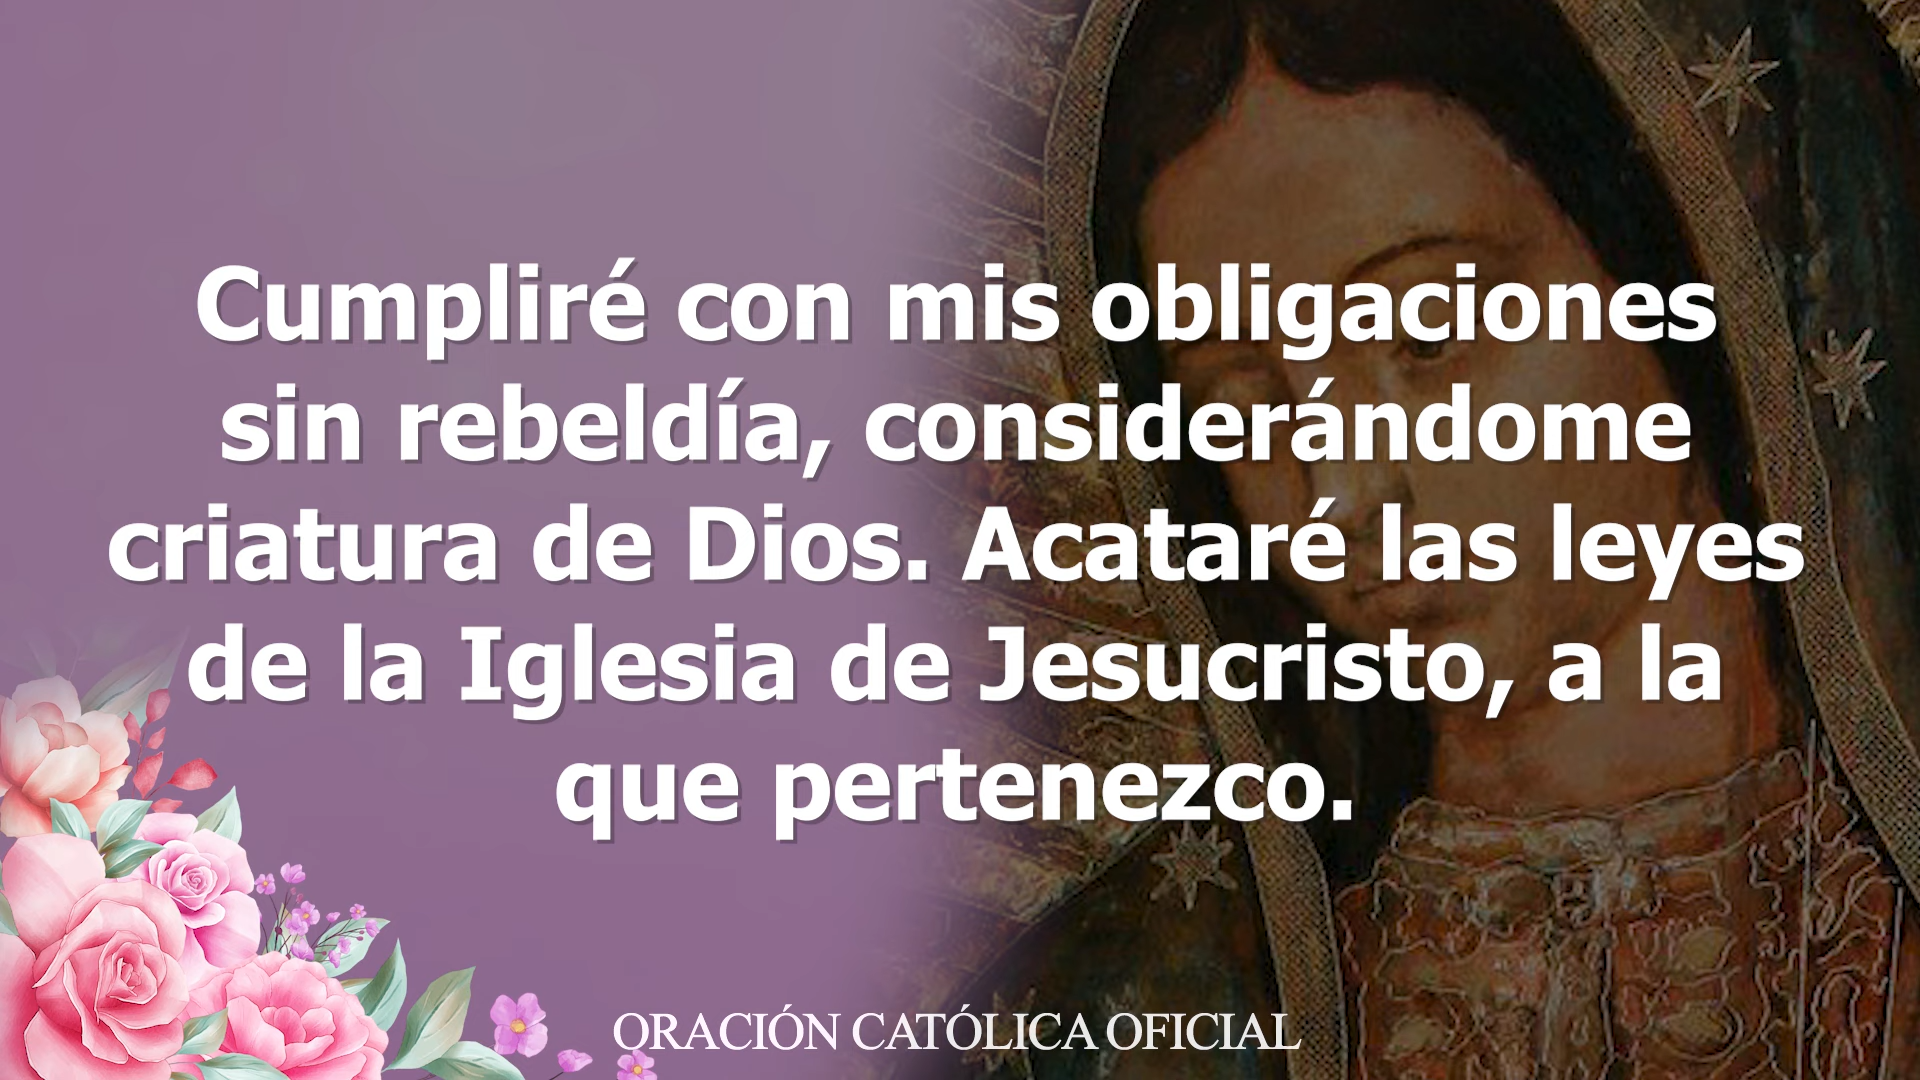 Cumpliré con mis obligaciones
sin rebeldía, considerándome
criatura de Dios. Acataré las leyes
de la Iglesia de Jesucristo, a la
que pertenezco.
ORACIÓN CATÓLICA OFICIAL